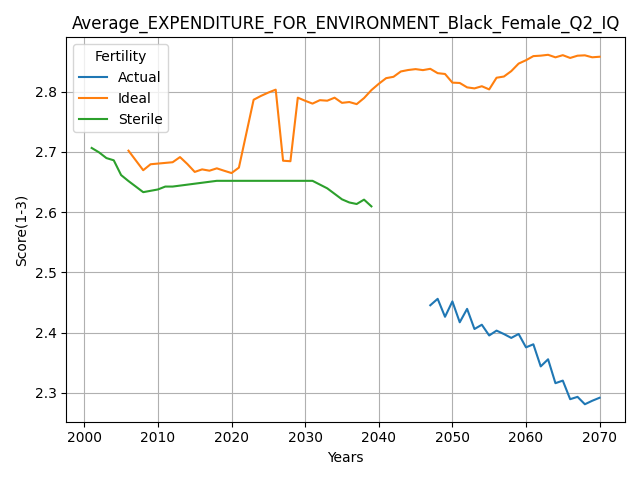 Average_EXPENDITURE_FOR_ENVIRONMENT_Black_Female_Q2_IQ
Fertility
Actual
Ideal
Sterile
Score(1-3)
2.8
2.7
2.6
2.5
2.4
2.3
2000 2010 2020 2030 2040 2050 2060 2070
Years